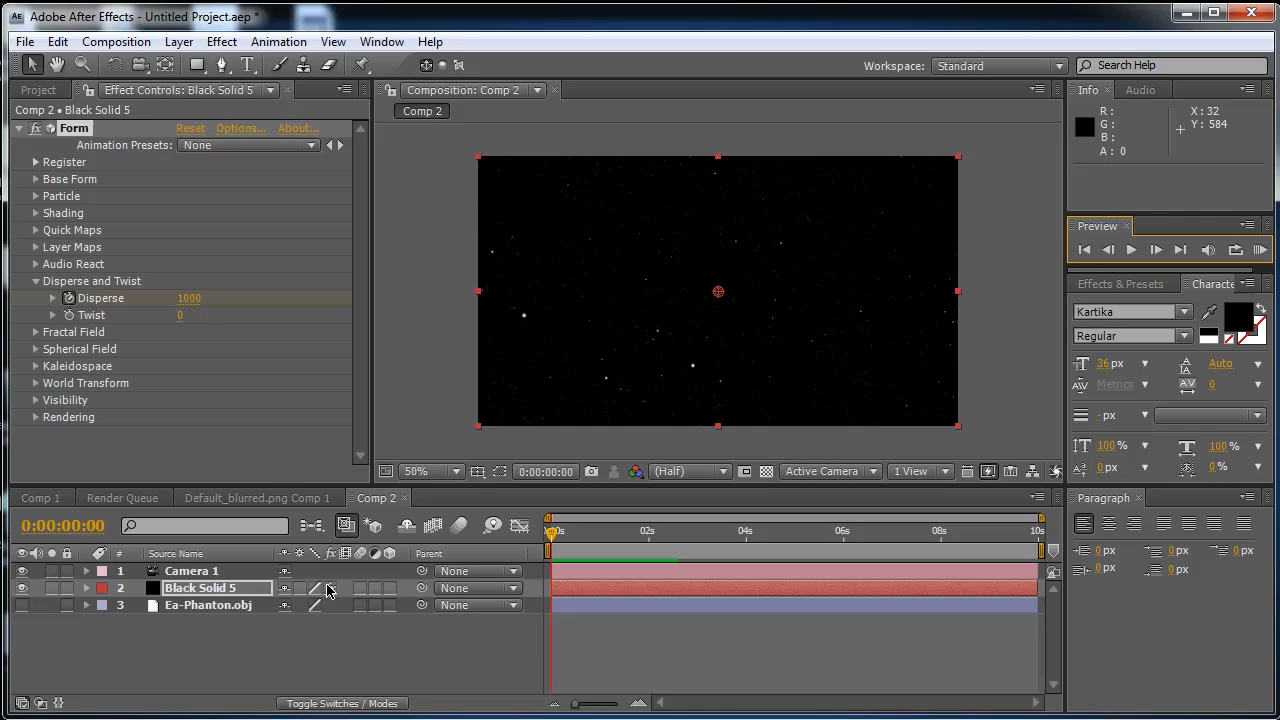 Adobe After Effects - Untitled Project.aep *
File Edit Composition Layer Effect Animation View Window Help
Workspace: Standard Search Help
Project Effect Controls: Black Solid 5
Composition: Comp 2
Info Audio
Comp 2 • Black Solid 5
Comp 2
Form Reset Options... About...
Animation Presets: None
Register
Base Form
Particle
Shading
Quick Maps
Layer Maps
Audio React
Disperse and Twist
Disperse 1000
Twist 0
Fractal Field
Spherical Field
Kaleidospace
World Transform
Visibility
Rendering
R:
G:
B:
A: 0
X: 32
Y: 584
Preview
Effects & Presets Characte
Kartika
Regular
36 px Auto
Metrics 0
- px
100 % 100 %
0 px 0 %
50% 0:00:00:00 (Half) Active Camera 1 View
Comp 1 Render Queue Default_blurred.png Comp 1 Comp 2
Paragraph
0:00:00:00
02s 04s 06s 08s 10s
# Source Name Parent
1 Camera 1 None
2 Black Solid 5 None
3 Ea-Phanton.obj None
0 px 0 px
0 px 0 px
0 px
Toggle Switches / Modes